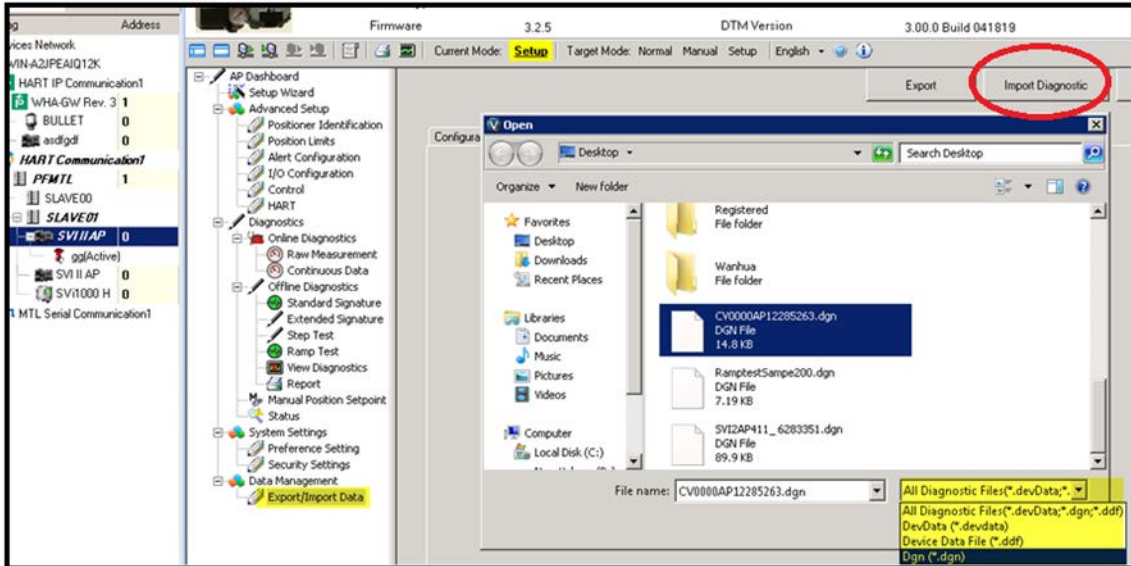 Address
Firmware 3.2.5 DTM Version 3.00.0 Build 041819
Current Mode: Setup Target Mode: Normal Manual Setup English
vices Network
WIN-A2JPEAIQ12K
HART IP Communication1
WHA-GW Rev. 3 1
BULLET 0
asdfgdf 0
HART Communication1
PFMTL 1
SLAVE00
SLAVE01
SVI II AP 0
gg(Active)
SVI II AP 0
SVi1000 H 0
MTL Serial Communication1
AP Dashboard
Setup Wizard
Advanced Setup
Positioner Identification
Position Limits
Alert Configuration
I/O Configuration
Control
HART
Diagnostics
Online Diagnostics
Raw Measurement
Continuous Data
Offline Diagnostics
Standard Signature
Extended Signature
Step Test
Ramp Test
View Diagnostics
Report
Manual Position Setpoint
Status
System Settings
Preference Setting
Security Settings
Data Management
Export/Import Data
Export Import Diagnostic
Configura
Open
Desktop Search Desktop
Organize New folder
Favorites
Desktop
Downloads
Recent Places
Libraries
Documents
Music
Pictures
Videos
Computer
Local Disk (C:)
Registered
File folder
Wanhua
File folder
CV0000AP12285263.dgn
DGN File
14.8 KB
RamptestSampe200.dgn
DGN File
7.19 KB
SVI2AP411_6283351.dgn
DGN File
89.9 KB
File name: CV0000AP12285263.dgn All Diagnostic Files(*.devData;*.
All Diagnostic Files(*.devData;*.dgn;*.ddf)
DevData (*.devdata)
Device Data File (*.ddf)
Dgn (*.dgn)